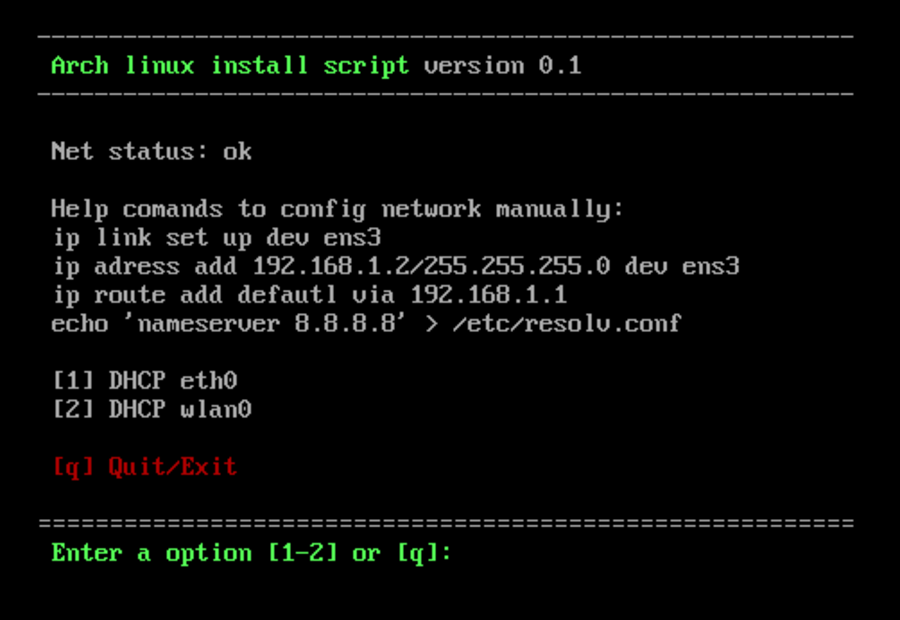 Arch linux install script version 0.1
Net status: ok
Help comands to config network manually:
ip link set up dev ens3
ip adress add 192.168.1.2/255.255.255.0 dev ens3
ip route add defautl via 192.168.1.1
echo 'nameserver 8.8.8.8' > /etc/resolv.conf
[1] DHCP eth0
[2] DHCP wlan0
[q] Quit/Exit
Enter a option [1-2] or [q]: